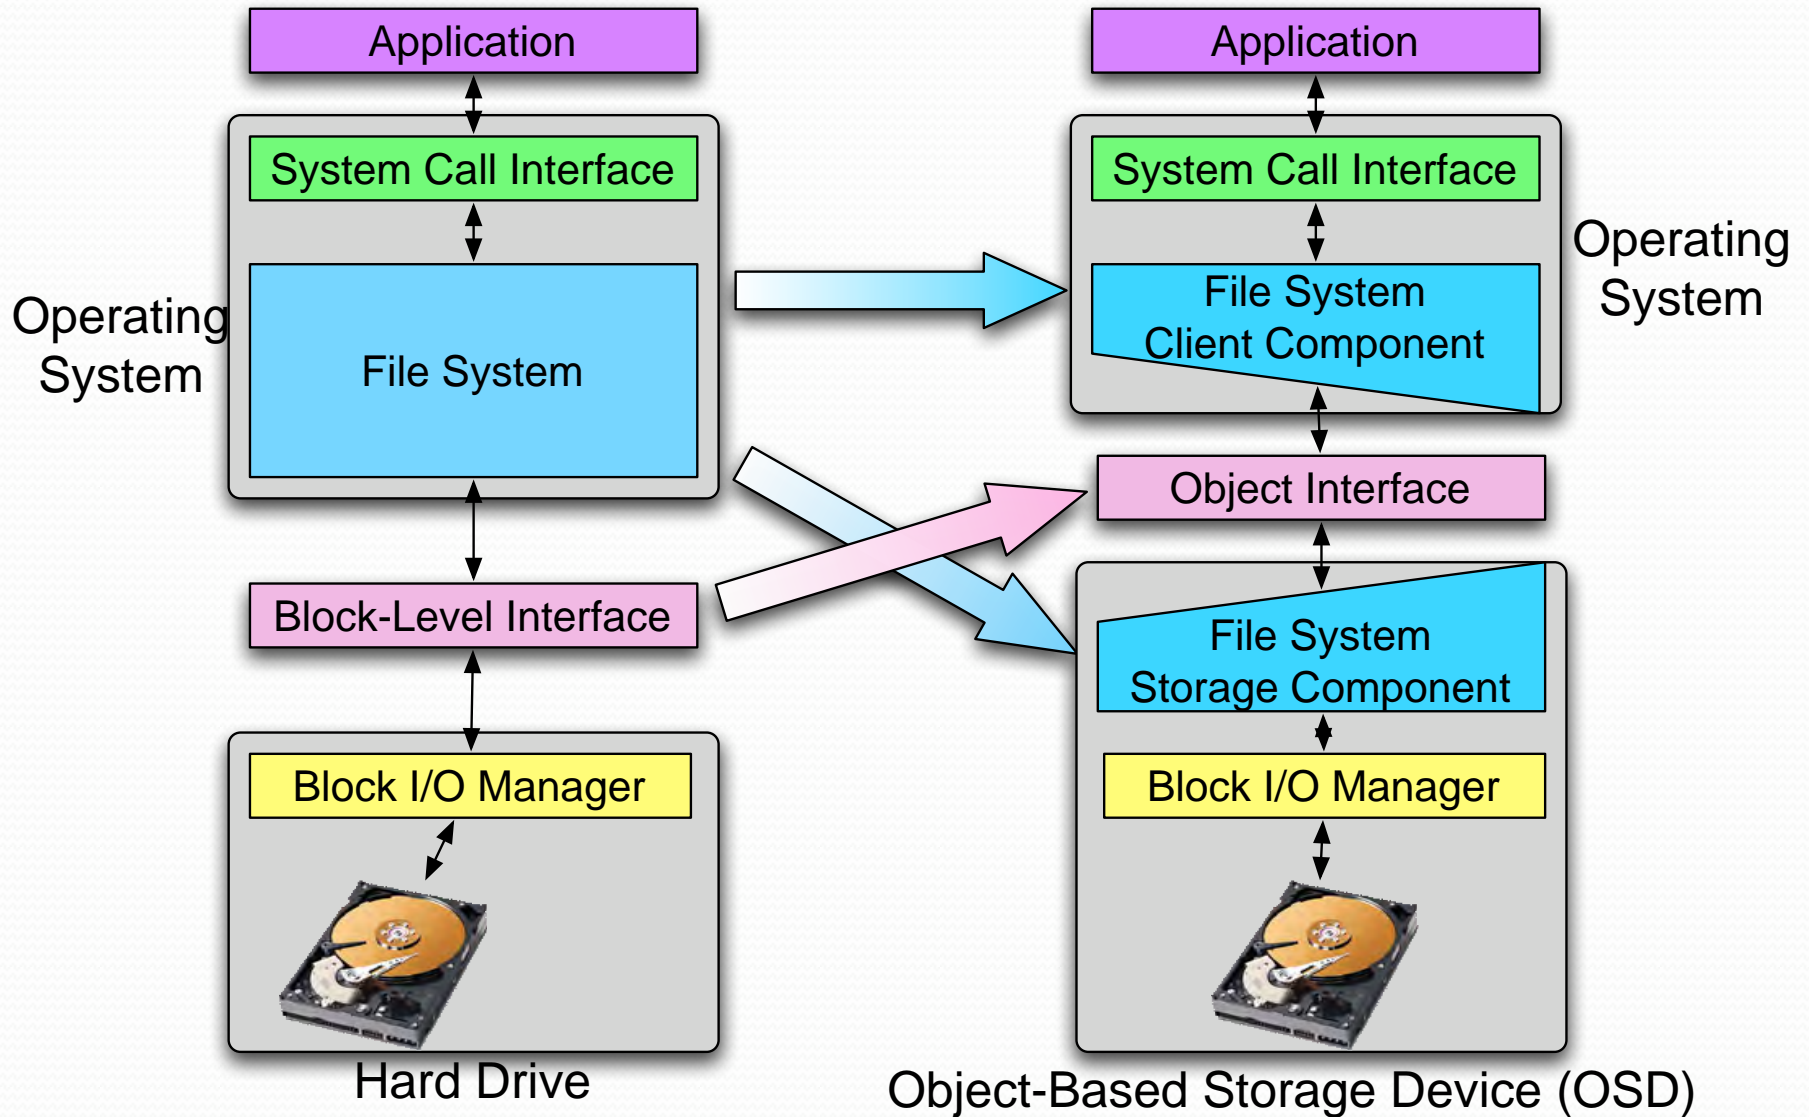 Application
System Call Interface
File System
Operating
System
Block-Level Interface
Block I/O Manager
Hard Drive
Application
System Call Interface
File System
Client Component
Operating
System
Object Interface
File System
Storage Component
Block I/O Manager
Object-Based Storage Device (OSD)